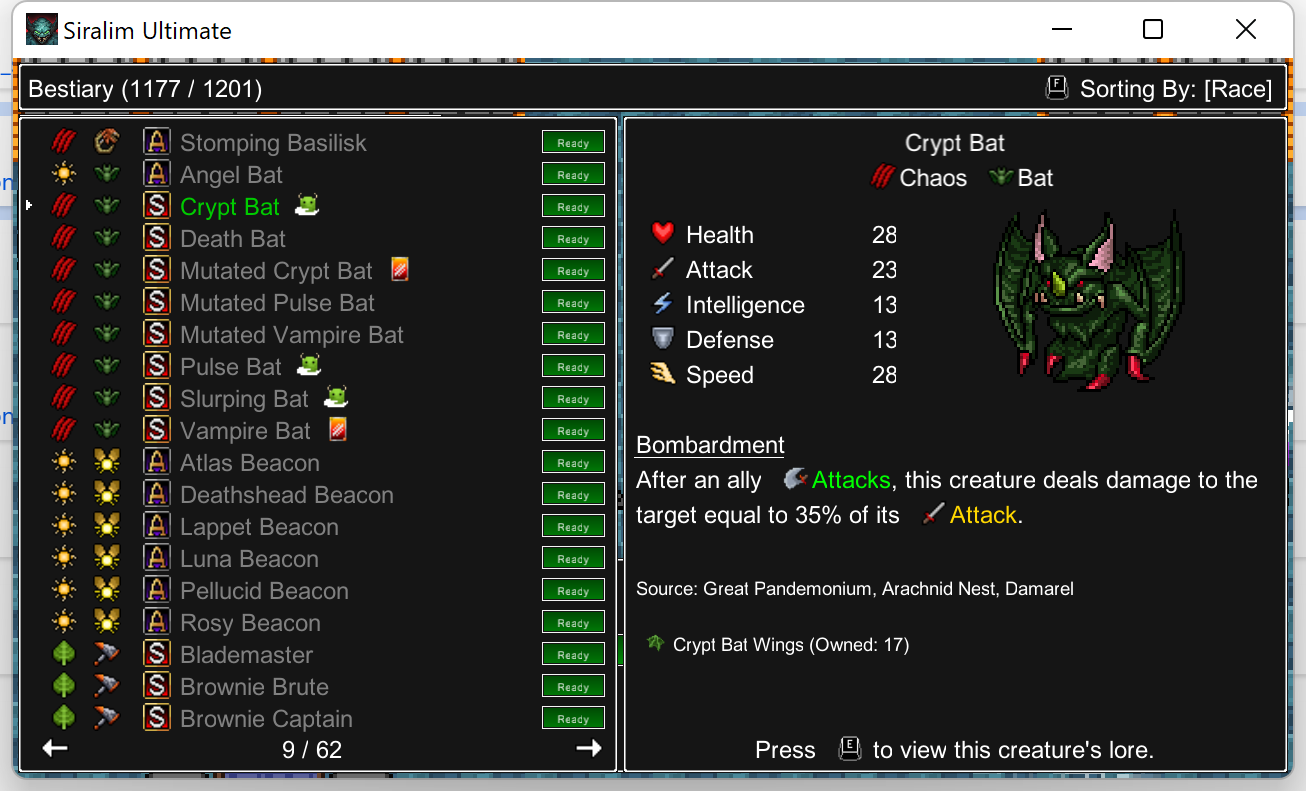 Siralim Ultimate
Bestiary (1177 / 1201)
F Sorting By: [Race]
A Stomping Basilisk Ready
A Angel Bat Ready
S Crypt Bat Ready
S Death Bat Ready
S Mutated Crypt Bat Ready
S Mutated Pulse Bat Ready
S Mutated Vampire Bat Ready
S Pulse Bat Ready
S Slurping Bat Ready
S Vampire Bat Ready
A Atlas Beacon Ready
A Deathshead Beacon Ready
A Lappet Beacon Ready
A Luna Beacon Ready
A Pellucid Beacon Ready
A Rosy Beacon Ready
S Blademaster Ready
S Brownie Brute Ready
S Brownie Captain Ready
9 / 62
Crypt Bat
Chaos Bat
Health 28
Attack 23
Intelligence 13
Defense 13
Speed 28
Bombardment
After an ally Attacks, this creature deals damage to the
target equal to 35% of its Attack.
Source: Great Pandemonium, Arachnid Nest, Damarel
Crypt Bat Wings (Owned: 17)
Press E to view this creature's lore.